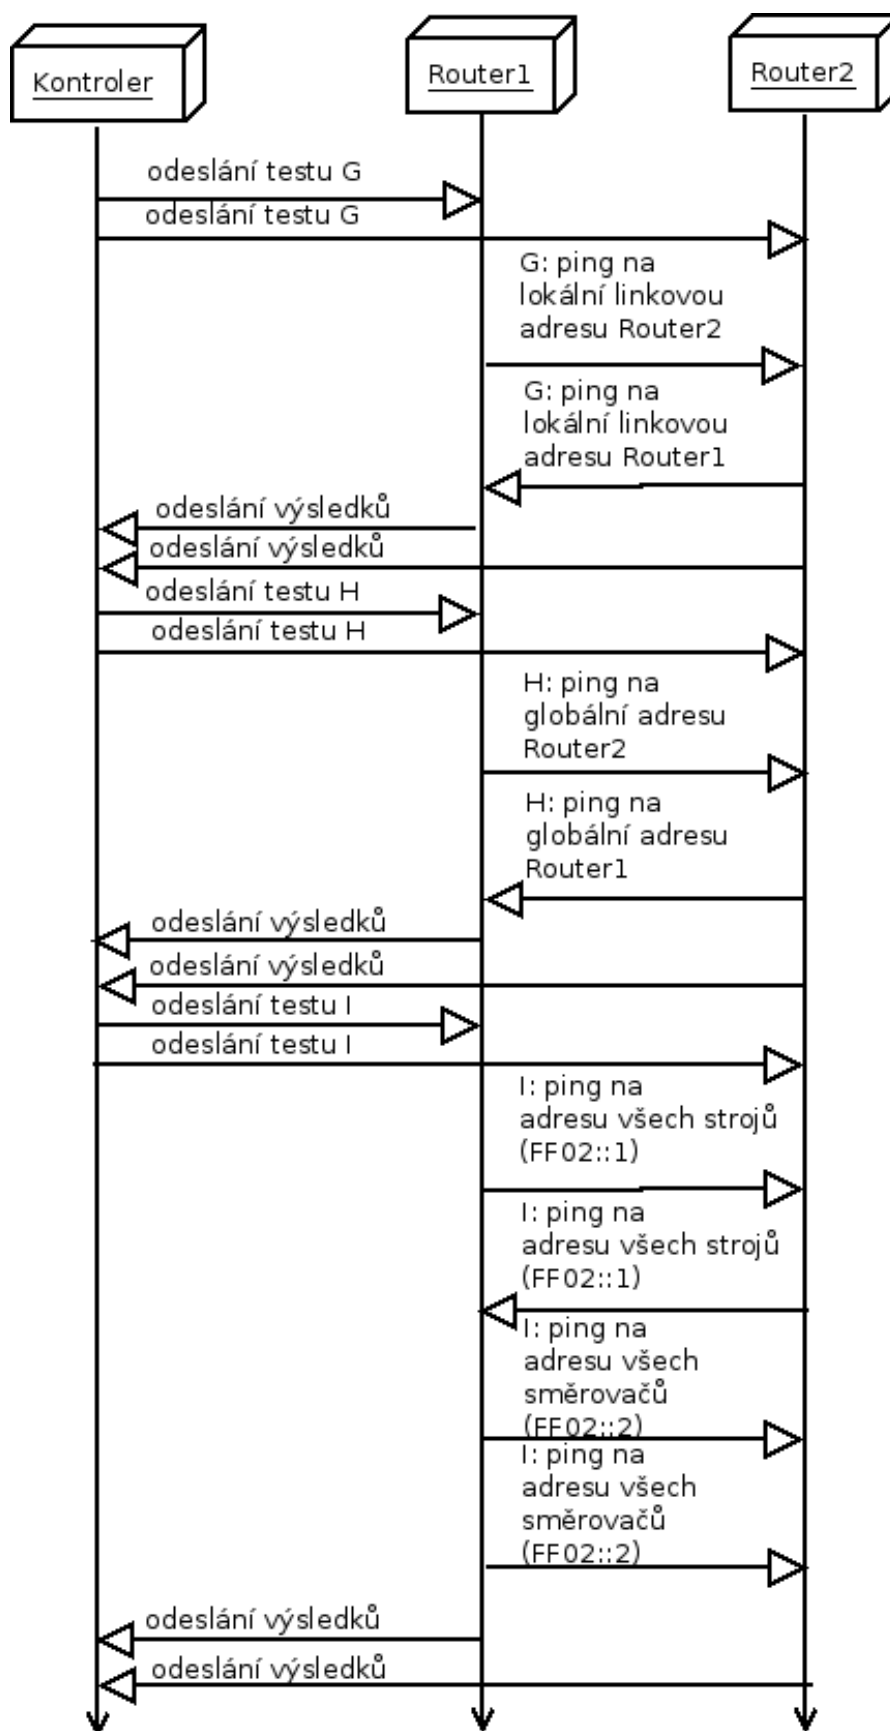 Kontroler
Router1
Router2
odeslání testu G
odeslání testu G
G: ping na
lokální linkovou
adresu Router2
G: ping na
lokální linkovou
adresu Router1
odeslání výsledků
odeslání výsledků
odeslání testu H
odeslání testu H
H: ping na
globální adresu
Router2
H: ping na
globální adresu
Router1
odeslání výsledků
odeslání výsledků
odeslání testu I
odeslání testu I
I: ping na
adresu všech strojů
(FF02::1)
I: ping na
adresu všech strojů
(FF02::1)
I: ping na
adresu všech
směrovačů
(FF02::2)
I: ping na
adresu všech
směrovačů
(FF02::2)
odeslání výsledků
odeslání výsledků